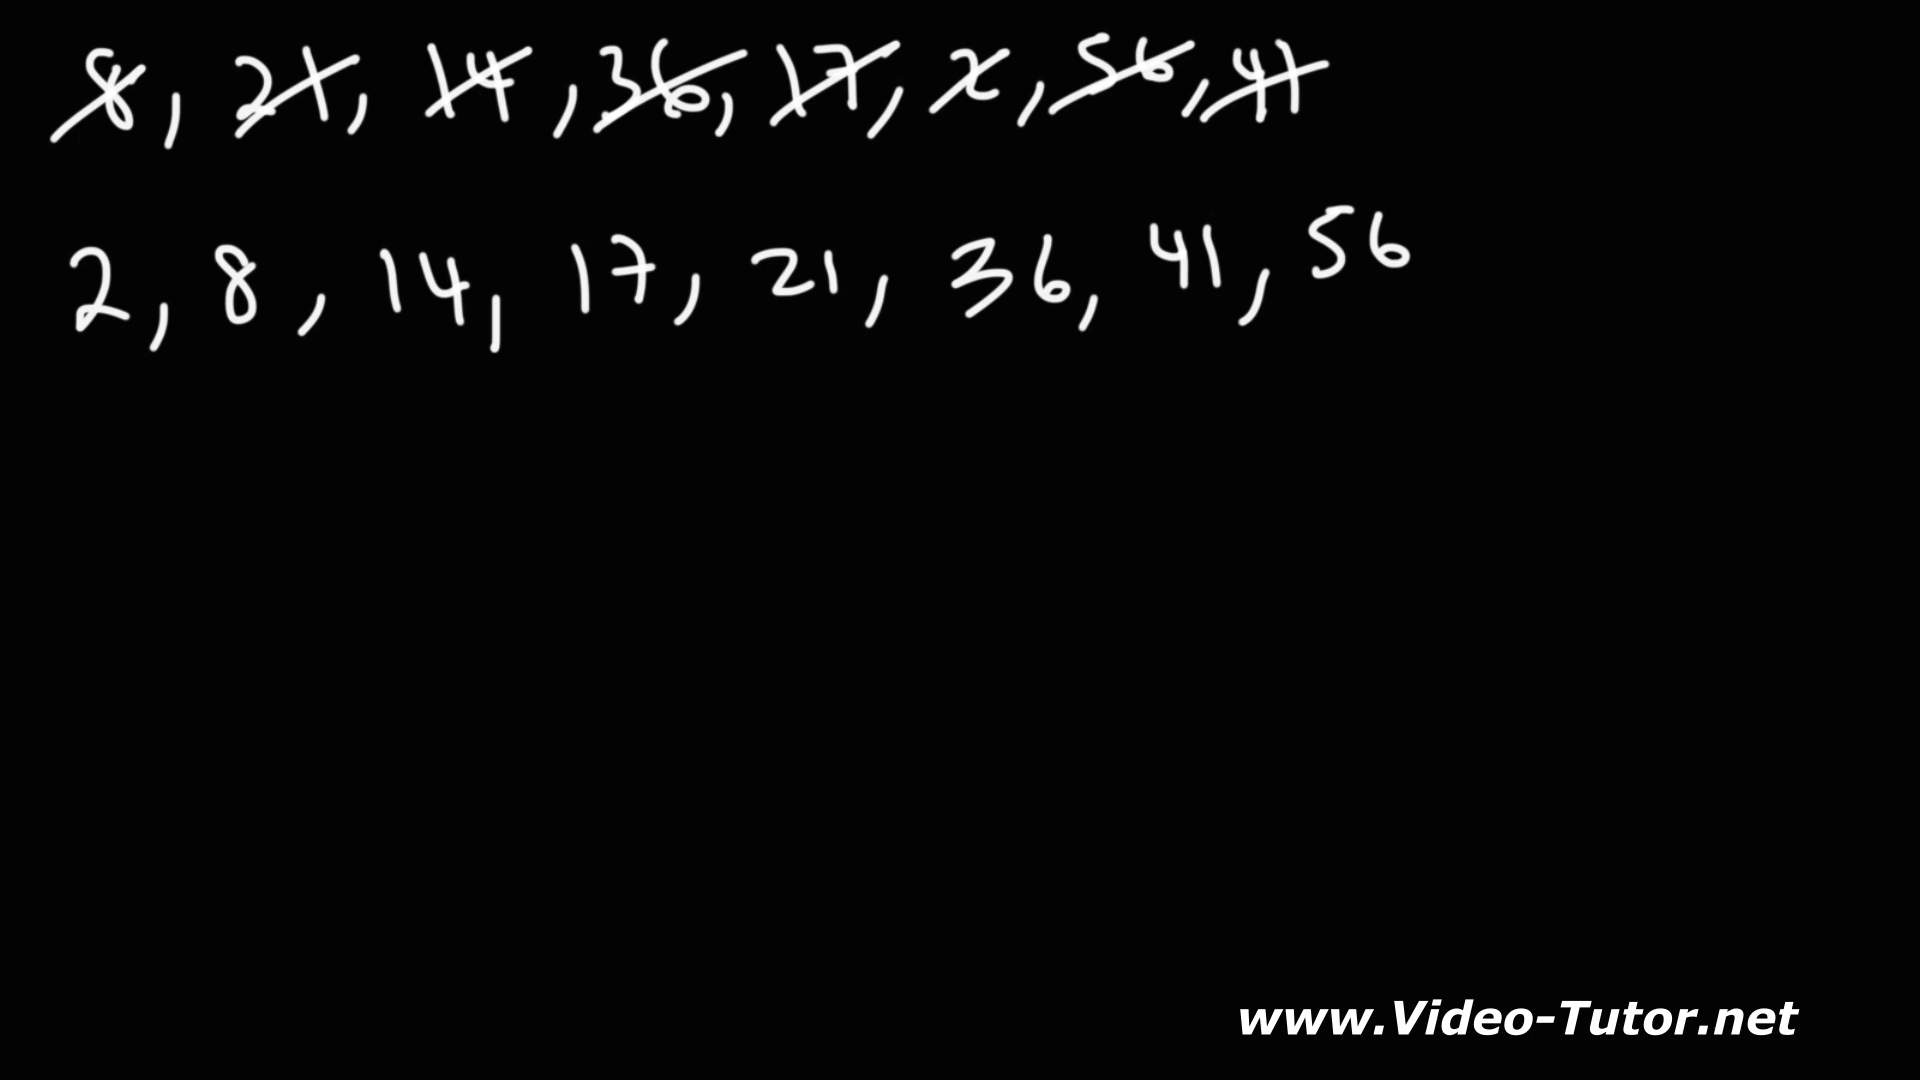 8, 21, 14, 36, 17, 2, 56, 41
2, 8, 14, 17, 21, 36, 41, 56
www.Video-Tutor.net